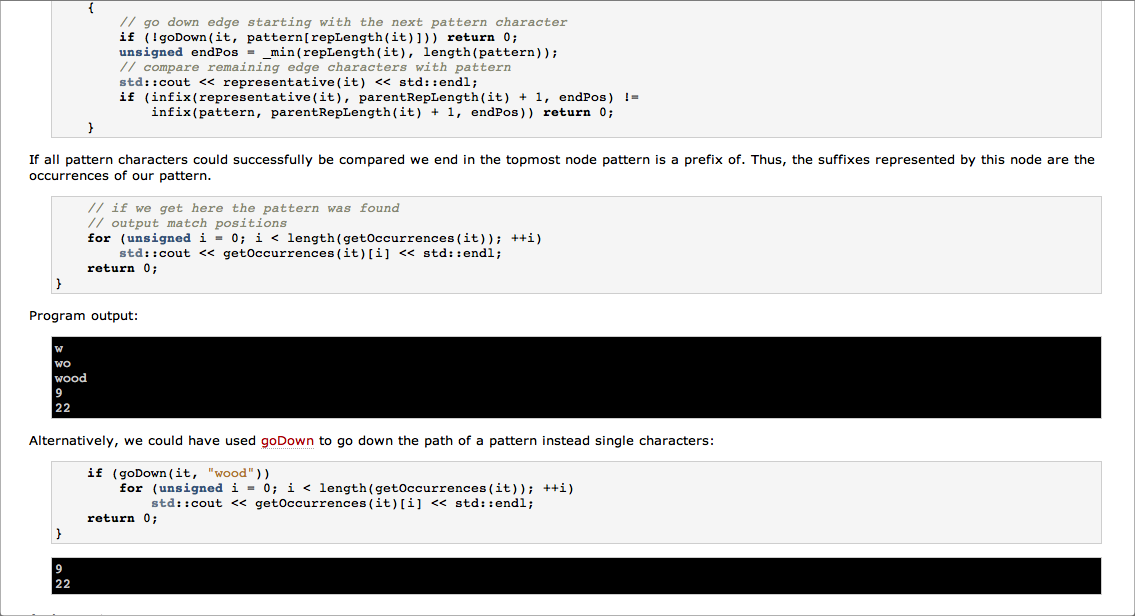 {
// go down edge starting with the next pattern character
if (!goDown(it, pattern[repLength(it)])) return 0;
unsigned endPos = _min(repLength(it), length(pattern));
// compare remaining edge characters with pattern
std::cout << representative(it) << std::endl;
if (infix(representative(it), parentRepLength(it) + 1, endPos) !=
infix(pattern, parentRepLength(it) + 1, endPos)) return 0;
}
If all pattern characters could successfully be compared we end in the topmost node pattern is a prefix of. Thus, the suffixes represented by this node are the
occurrences of our pattern.
// if we get here the pattern was found
// output match positions
for (unsigned i = 0; i < length(getOccurrences(it)); ++i)
std::cout << getOccurrences(it)[i] << std::endl;
return 0;
}
Program output:
w
wo
wood
9
22
Alternatively, we could have used goDown to go down the path of a pattern instead single characters:
if (goDown(it, "wood"))
for (unsigned i = 0; i < length(getOccurrences(it)); ++i)
std::cout << getOccurrences(it)[i] << std::endl;
return 0;
}
9
22